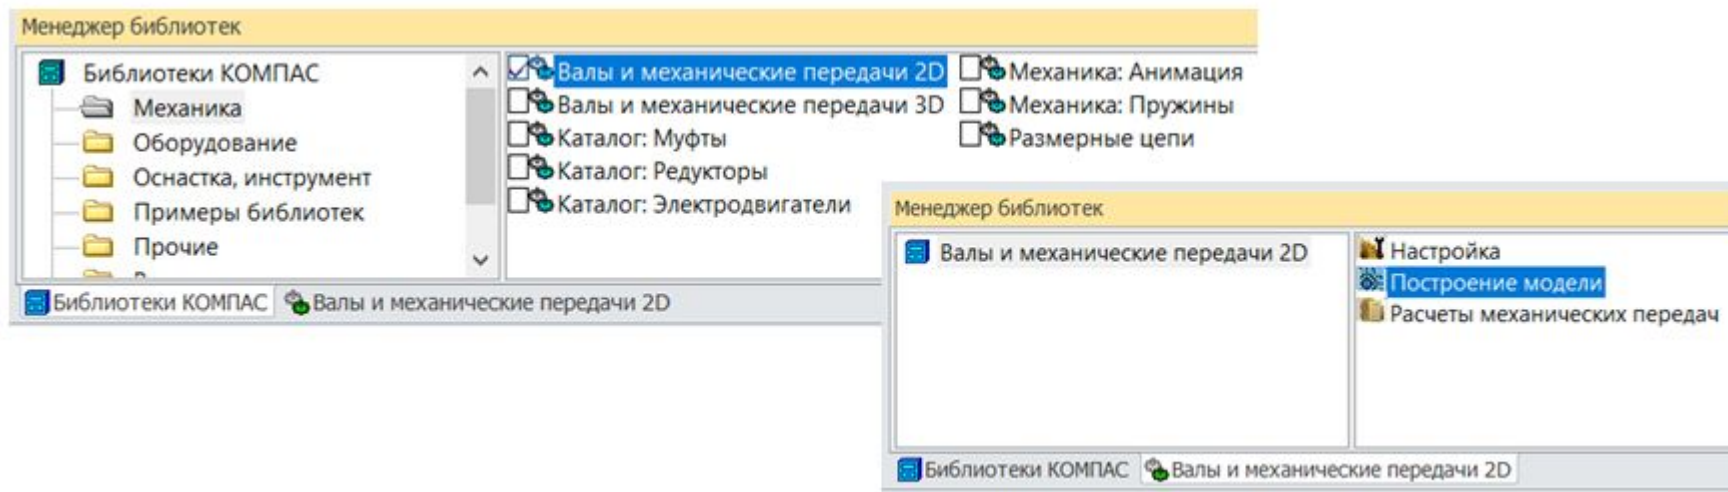 Менеджер библиотек
Библиотеки КОМПАС
Механика
Оборудование
Оснастка, инструмент
Примеры библиотек
Прочие
Валы и механические передачи 2D
Валы и механические передачи 3D
Каталог: Муфты
Каталог: Редукторы
Каталог: Электродвигатели
Механика: Анимация
Механика: Пружины
Размерные цепи
Библиотеки КОМПАС Валы и механические передачи 2D
Менеджер библиотек
Валы и механические передачи 2D
Настройка
Построение модели
Расчеты механических передач
Библиотеки КОМПАС Валы и механические передачи 2D